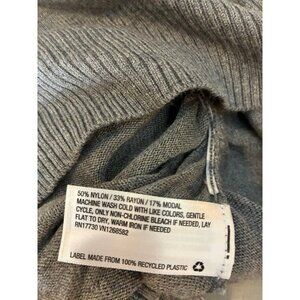 50% NYLON / 33% RAYON / 17% MODAL
MACHINE WASH COLD WITH LIKE COLORS, GENTLE
CYCLE, ONLY NON-CHLORINE BLEACH IF NEEDED, LAY
FLAT TO DRY, WARM IRON IF NEEDED
RN17730 VN1268582
LABEL MADE FROM 100% RECYCLED PLASTIC